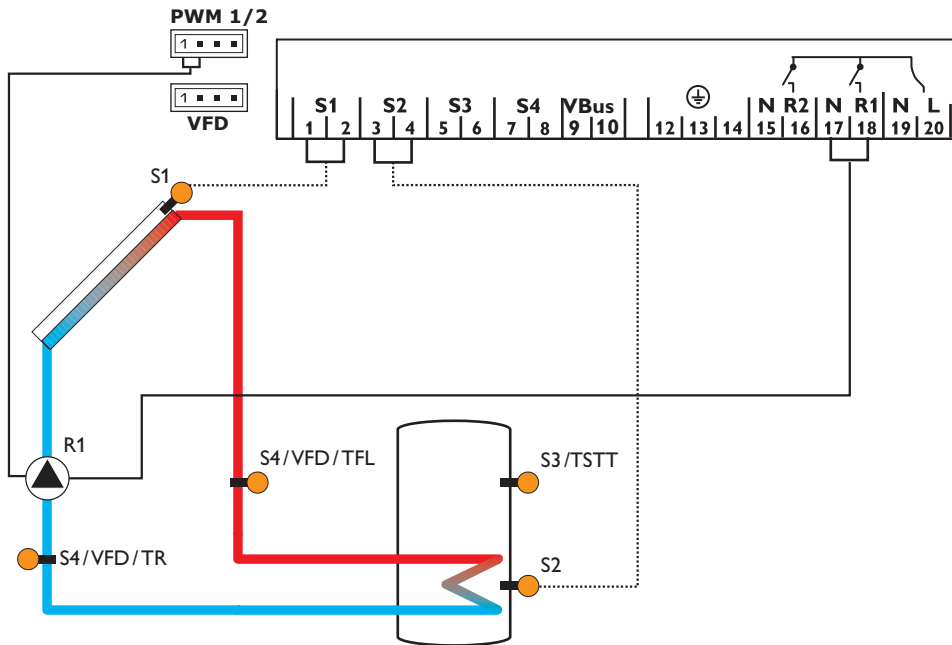 PWM 1/2
1
1
VFD
S1 S2 S3 S4 VBus N R2 N R1 N L
1 2 3 4 5 6 7 8 9 10 12 13 14 15 16 17 18 19 20
S1
R1
S4/VFD/TFL
S3/TSTT
S4/VFD/TR
S2